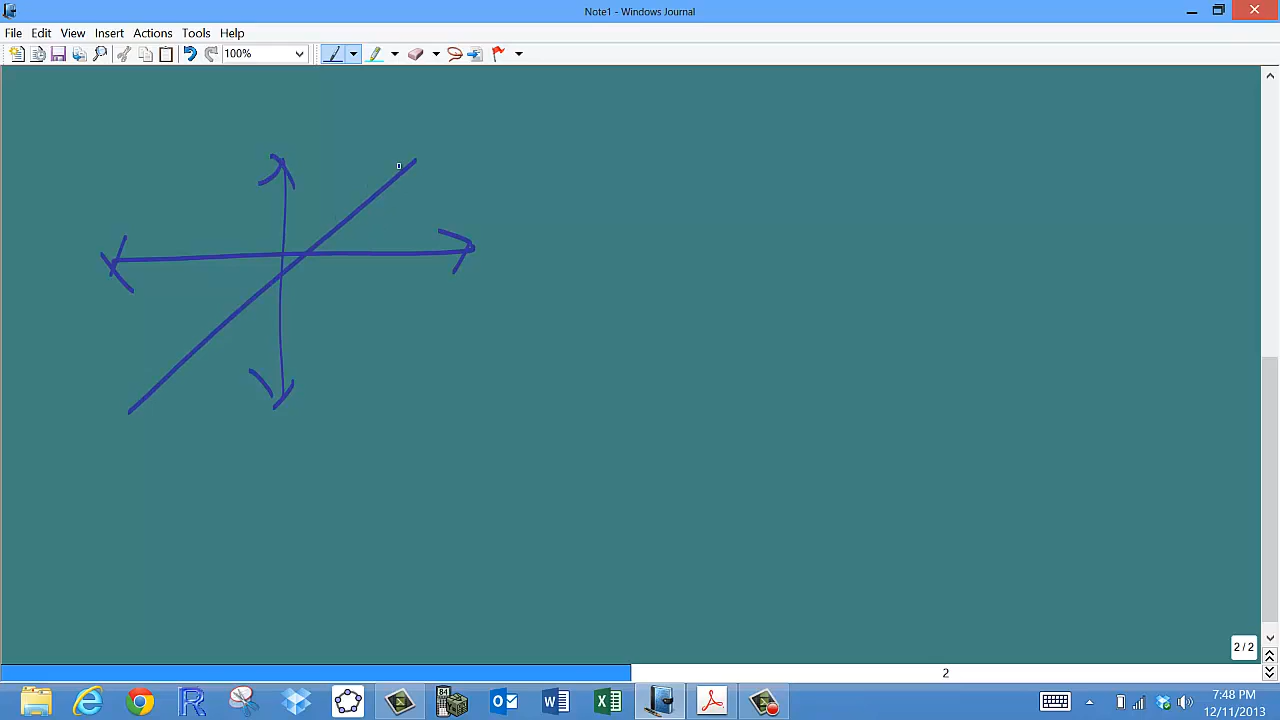 Note1 - Windows Journal
File Edit View Insert Actions Tools Help
100%
2 / 2
2
84
7:48 PM
12/11/2013